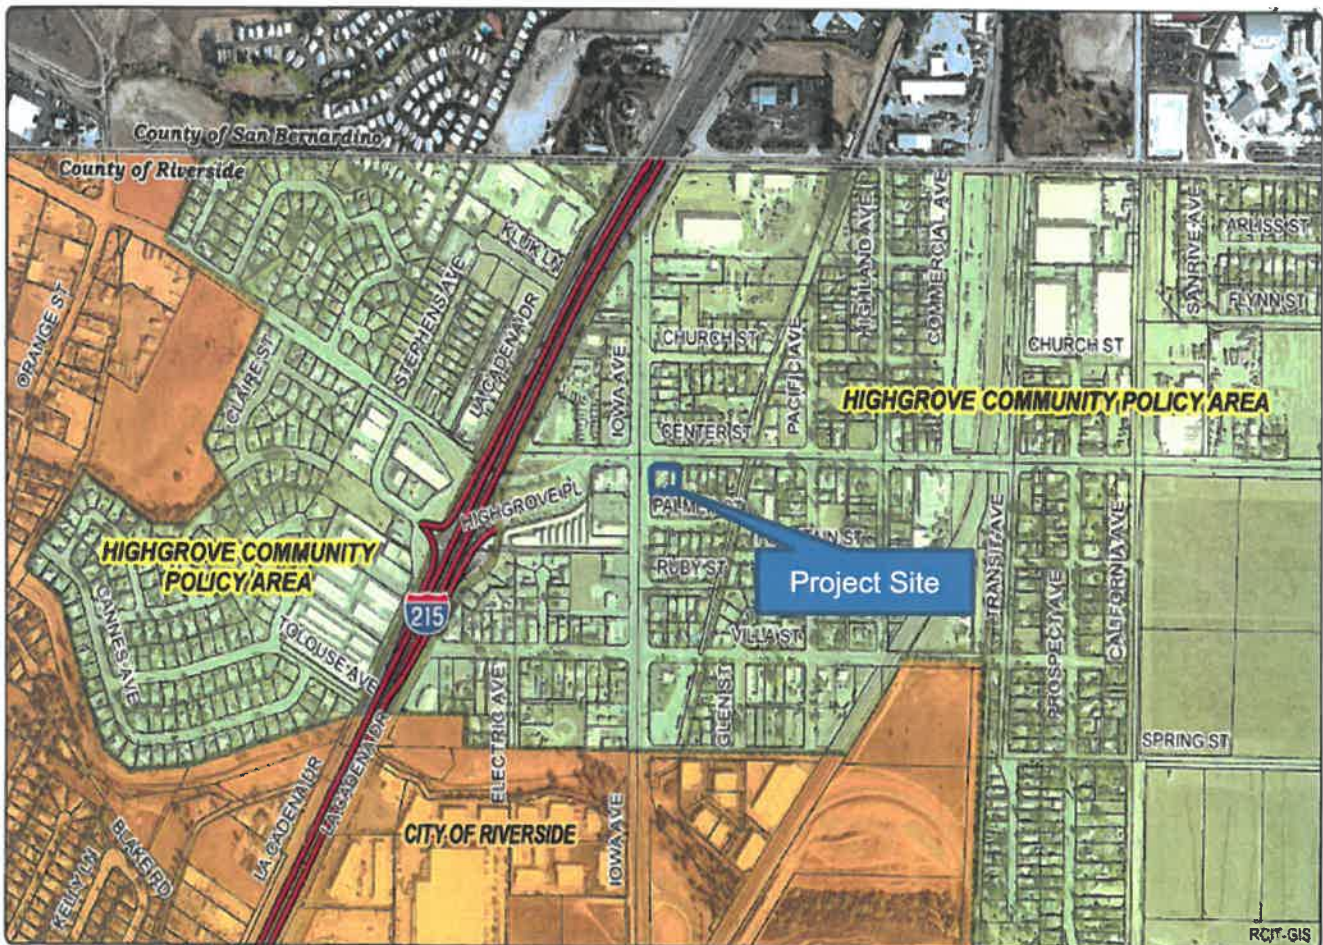 County of San Bernardino
County of Riverside
KLUK LN
STEPHENS AVE
LA CADENA DR
ORANGE ST
CLAIRE ST
IOWA AVE
CHURCH ST
PACIFIC AVE
HIGHLAND AVE
COMMERCIAL AVE
CHURCH ST
SANRIVE AVE
ARLISS ST
FLYNN ST
HIGHGROVE COMMUNITY POLICY AREA
CENTER ST
HIGHGROVE PL
HIGHGROVE COMMUNITY
POLICY AREA
RUBY ST
Project Site
TRANSIT AVE
PROSPECT AVE
CALIFORNIA AVE
215
VILLA ST
CANNES AVE
TOLOUSE AVE
ELECTRIC AVE
GLEN ST
SPRING ST
LA CADENA DR
LA CADENA DR
IOWA AVE
CITY OF RIVERSIDE
BLAKE RD
KELLY LN
RCIT-GIS